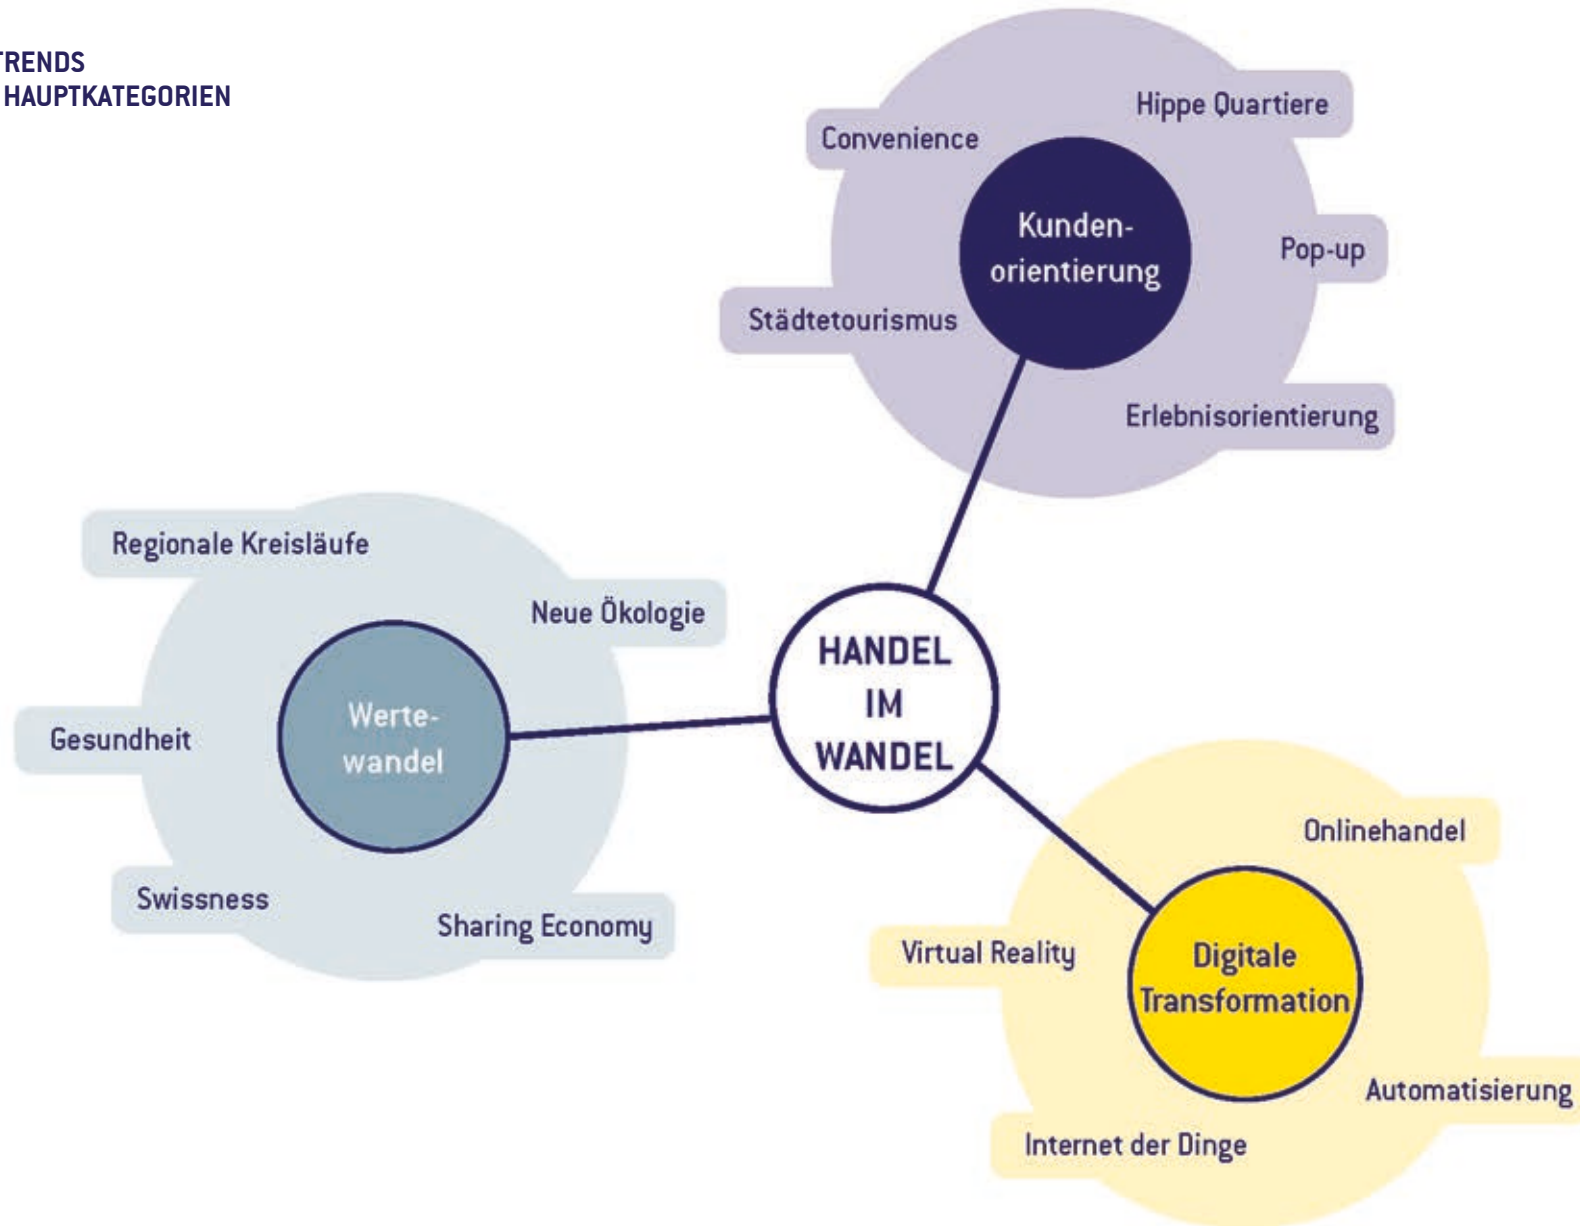 TRENDS
HAUPTKATEGORIEN
Hippe Quartiere
Convenience
Kunden-
orientierung
Pop-up
Städtetourismus
Erlebnisorientierung
Regionale Kreisläufe
Neue Ökologie
Werte-
wandel
Gesundheit
Swissness
Sharing Economy
HANDEL
IM
WANDEL
Onlinehandel
Virtual Reality
Digitale
Transformation
Automatisierung
Internet der Dinge